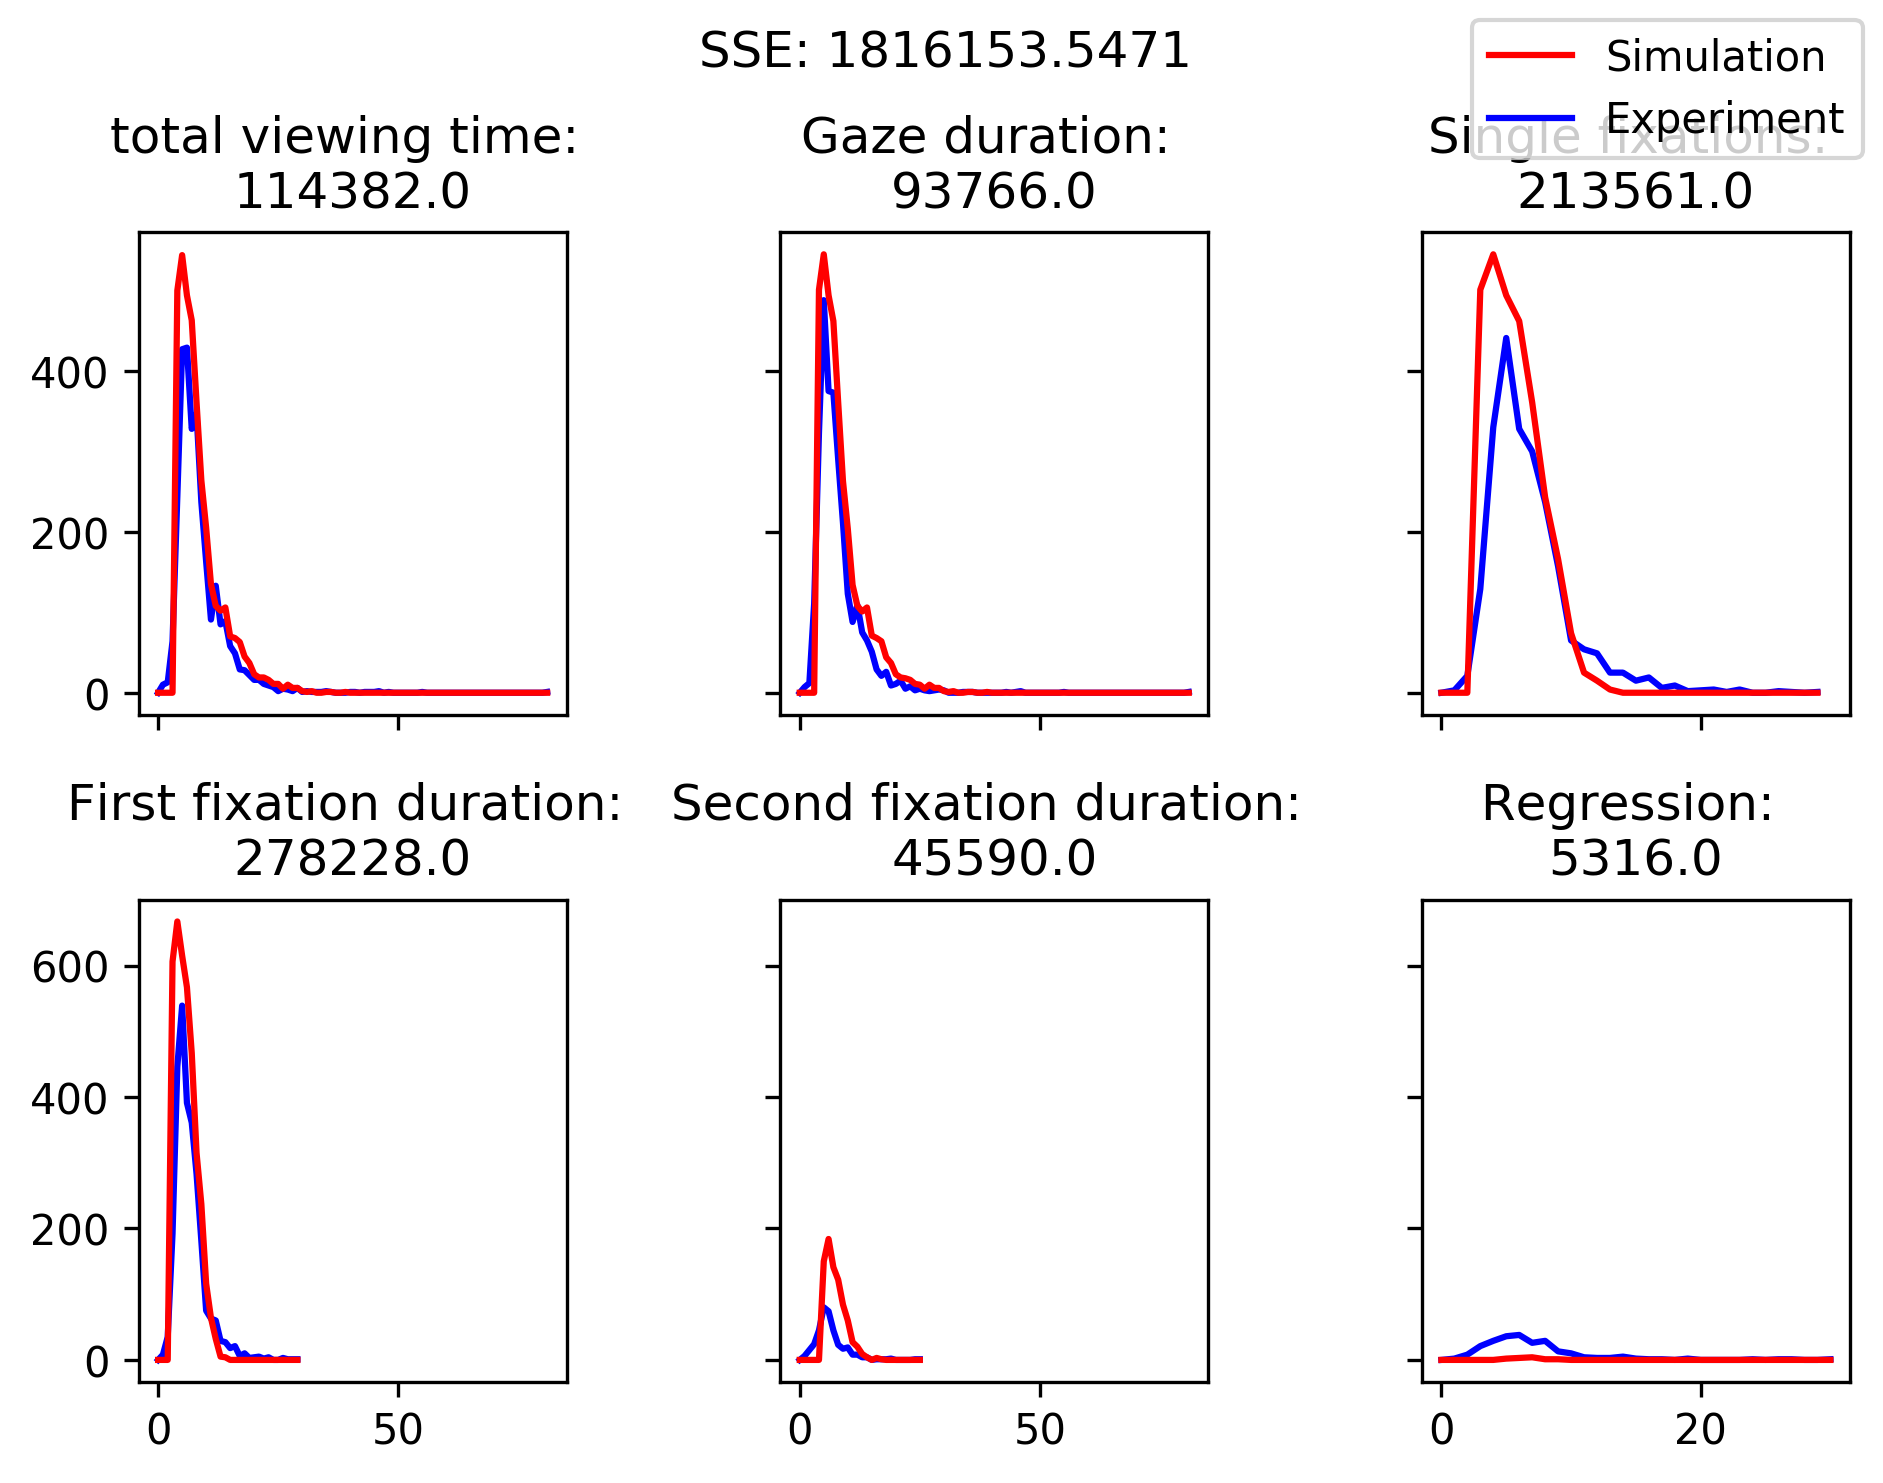 SSE: 1816153.5471
Simulation
Experiment
total viewing time:
114382.0
Gaze duration:
93766.0
Single fixations:
213561.0
400
200
0
First fixation duration:
278228.0
Second fixation duration:
45590.0
Regression:
5316.0
600
400
200
0
0
50
0
50
0
20